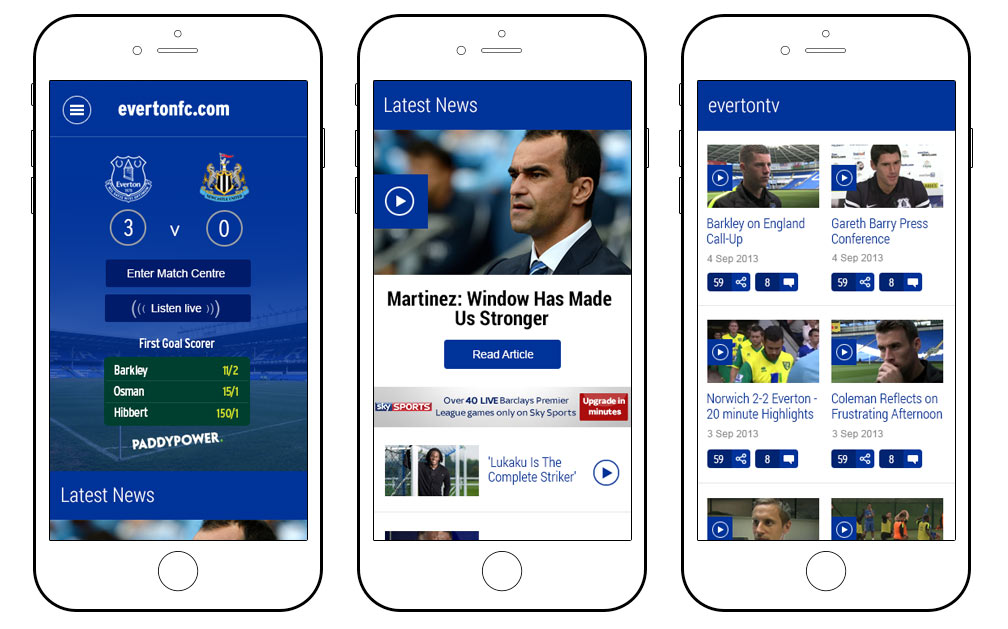 evertonfc.com
Everton
NEWCASTLE UNITED
3 v 0
Enter Match Centre
Listen live
First Goal Scorer
Barkley 11/2
Osman 15/1
Hibbert 150/1
PADDYPOWER.
Latest News
Latest News
Martinez: Window Has Made
Us Stronger
Read Article
sky SPORTS
Over 40 LIVE Barclays Premier
League games only on Sky Sports
Upgrade in
minutes
'Lukaku Is The
Complete Striker'
evertontv
Barkley on England
Call-Up
4 Sep 2013
59 8
Gareth Barry Press
Conference
4 Sep 2013
59 8
Norwich 2-2 Everton -
20 minute Highlights
3 Sep 2013
59 8
Coleman Reflects on
Frustrating Afternoon
3 Sep 2013
59 8